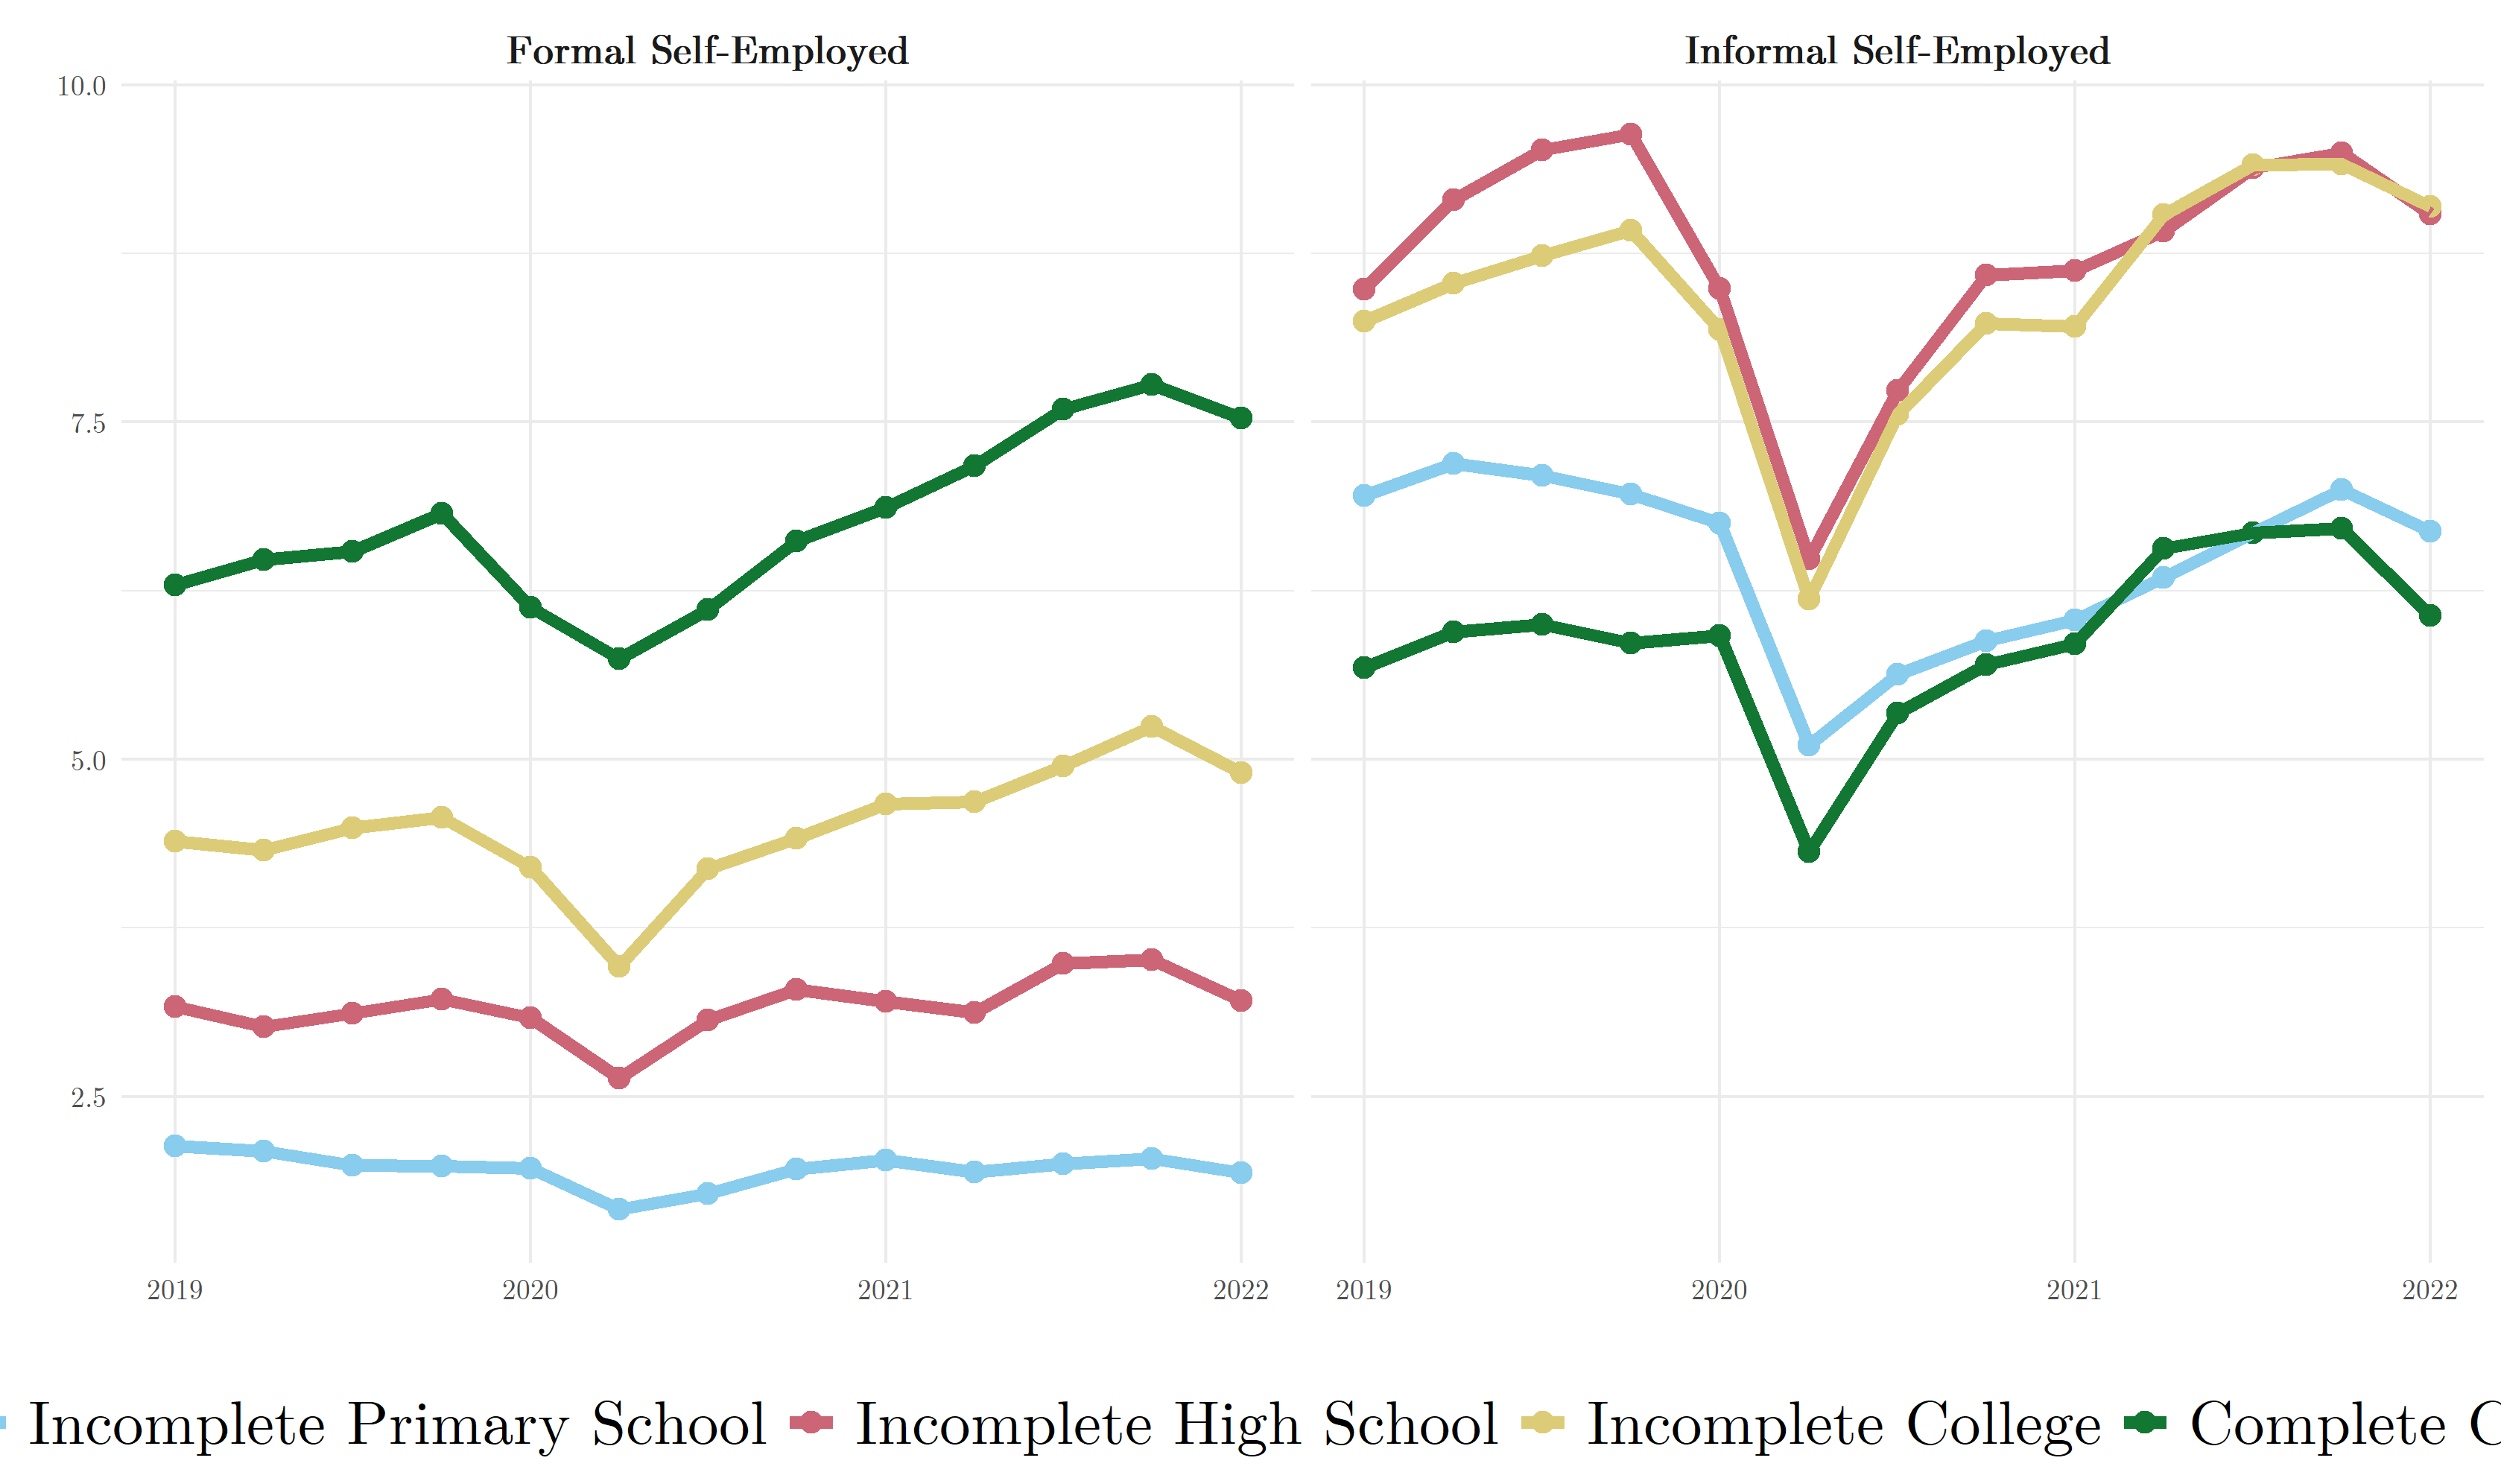 Formal Self-Employed
Informal Self-Employed
10.0
7.5
5.0
2.5
2019 2020 2021 2022 2019 2020 2021 2022
Incomplete Primary School Incomplete High School Incomplete College Complete